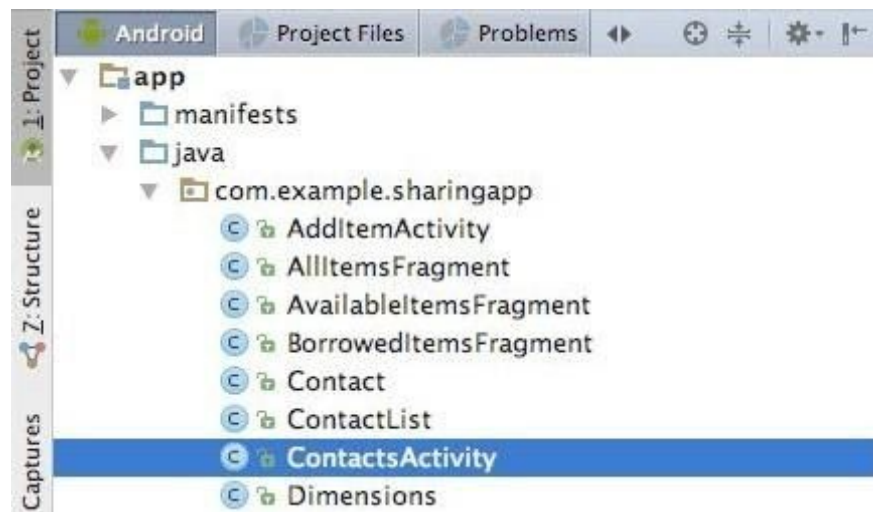 Android Project Files Problems
1: Project
app
manifests
java
com.example.sharingapp
Z: Structure
C AddItemActivity
C AllItemsFragment
C AvailableItemsFragment
C BorrowedItemsFragment
C Contact
Captures
C ContactList
C ContactsActivity
C Dimensions